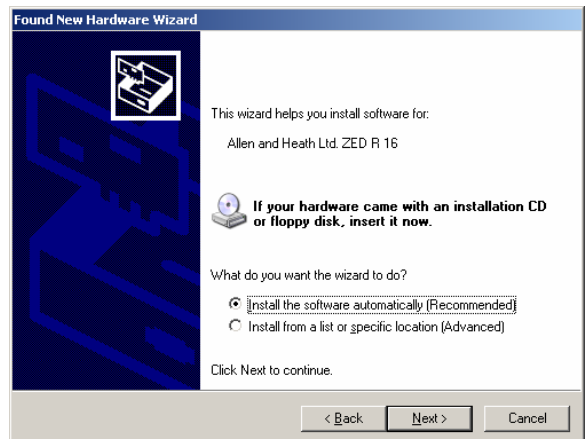 Found New Hardware Wizard
This wizard helps you install software for:
Allen and Heath Ltd. ZED R 16
If your hardware came with an installation CD
or floppy disk, insert it now.
What do you want the wizard to do?
Install the software automatically (Recommended)
Install from a list or specific location (Advanced)
Click Next to continue.
< Back Next > Cancel